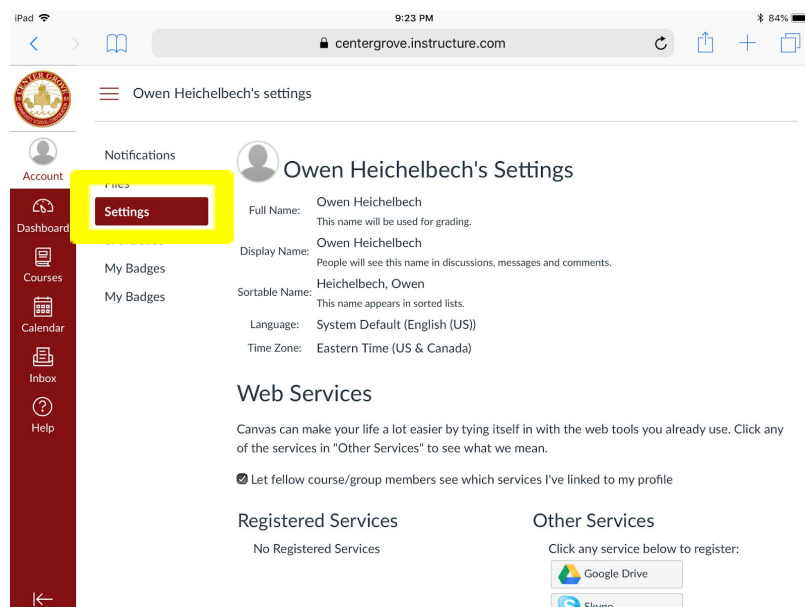 iPad
9:23 PM
84%
centergrove.instructure.com
CENTER GROVE
COMMUNITY SCHOOL CORPORATION
Owen Heichelbech's settings
Account
Dashboard
Courses
Calendar
Inbox
Help
Notifications
Files
Settings
My Badges
My Badges
Owen Heichelbech's Settings
Full Name: Owen Heichelbech
This name will be used for grading.
Display Name: Owen Heichelbech
People will see this name in discussions, messages and comments.
Sortable Name: Heichelbech, Owen
This name appears in sorted lists.
Language: System Default (English (US))
Time Zone: Eastern Time (US & Canada)
Web Services
Canvas can make your life a lot easier by tying itself in with the web tools you already use. Click any
of the services in "Other Services" to see what we mean.
Let fellow course/group members see which services I've linked to my profile
Registered Services
No Registered Services
Other Services
Click any service below to register:
Google Drive
Skype